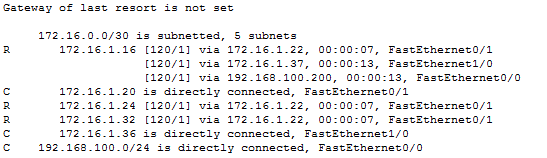 Gateway of last resort is not set
172.16.0.0/30 is subnetted, 5 subnets
R 172.16.1.16 [120/1] via 172.16.1.22, 00:00:07, FastEthernet0/1
[120/1] via 172.16.1.37, 00:00:13, FastEthernet1/0
[120/1] via 192.168.100.200, 00:00:13, FastEthernet0/0
C 172.16.1.20 is directly connected, FastEthernet0/1
R 172.16.1.24 [120/1] via 172.16.1.22, 00:00:07, FastEthernet0/1
R 172.16.1.32 [120/1] via 172.16.1.22, 00:00:07, FastEthernet0/1
C 172.16.1.36 is directly connected, FastEthernet1/0
C 192.168.100.0/24 is directly connected, FastEthernet0/0